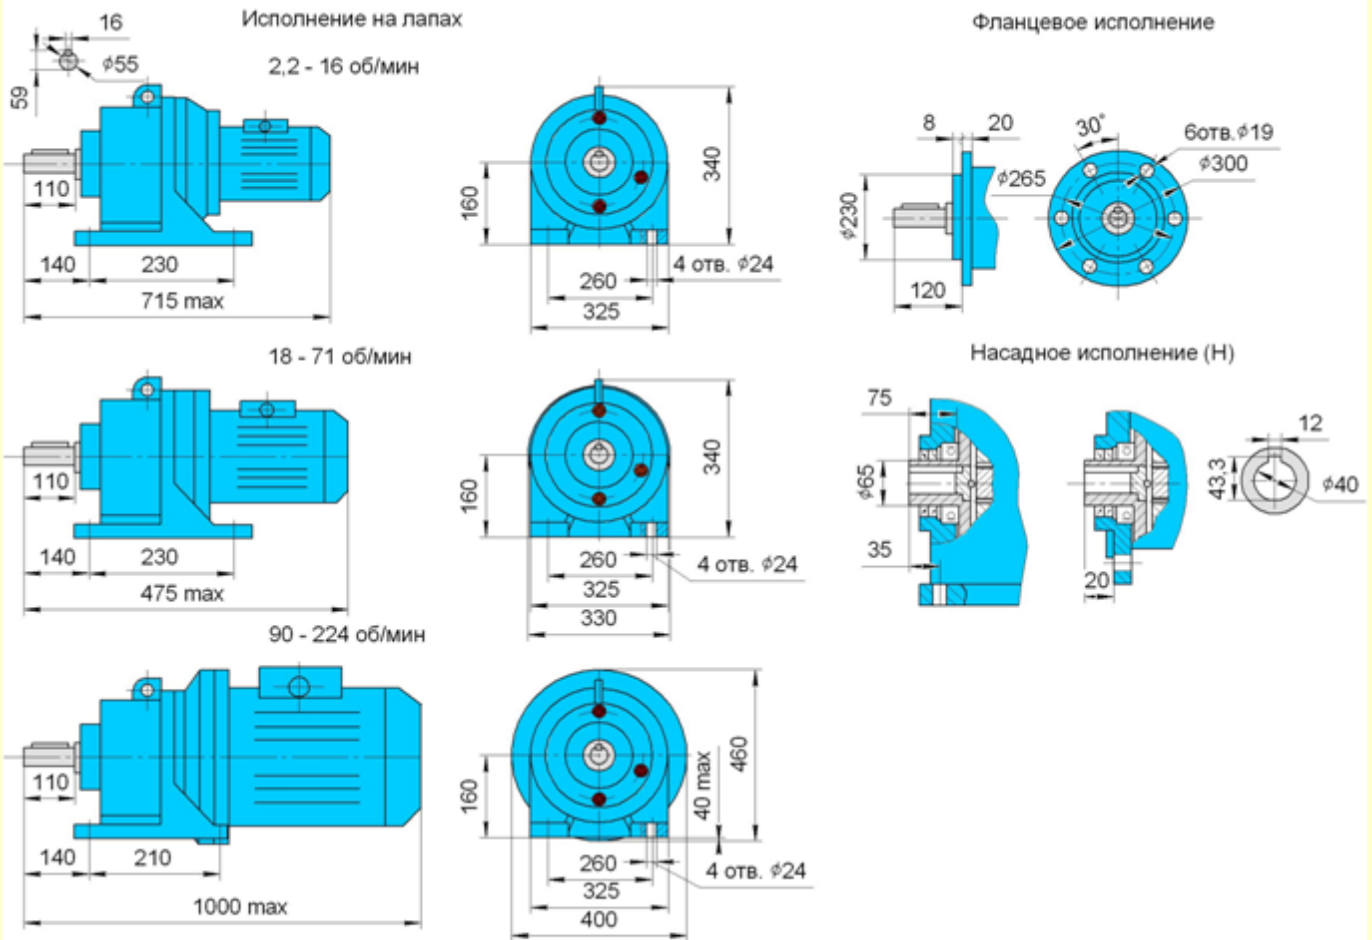 Исполнение на лапах
Фланцевое исполнение
16
ϕ55
59
2,2 - 16 об/мин
110
140
230
715 max
160
340
4 отв. ϕ24
260
325
8
20
30°
6отв.ϕ19
ϕ300
ϕ265
ϕ230
120
18 - 71 об/мин
110
140
230
475 max
160
340
4 отв. ϕ24
260
325
330
Насадное исполнение (Н)
75
ϕ65
35
20
12
43,3
ϕ40
90 - 224 об/мин
110
140
210
1000 max
160
40 max
460
4 отв. ϕ24
260
325
400